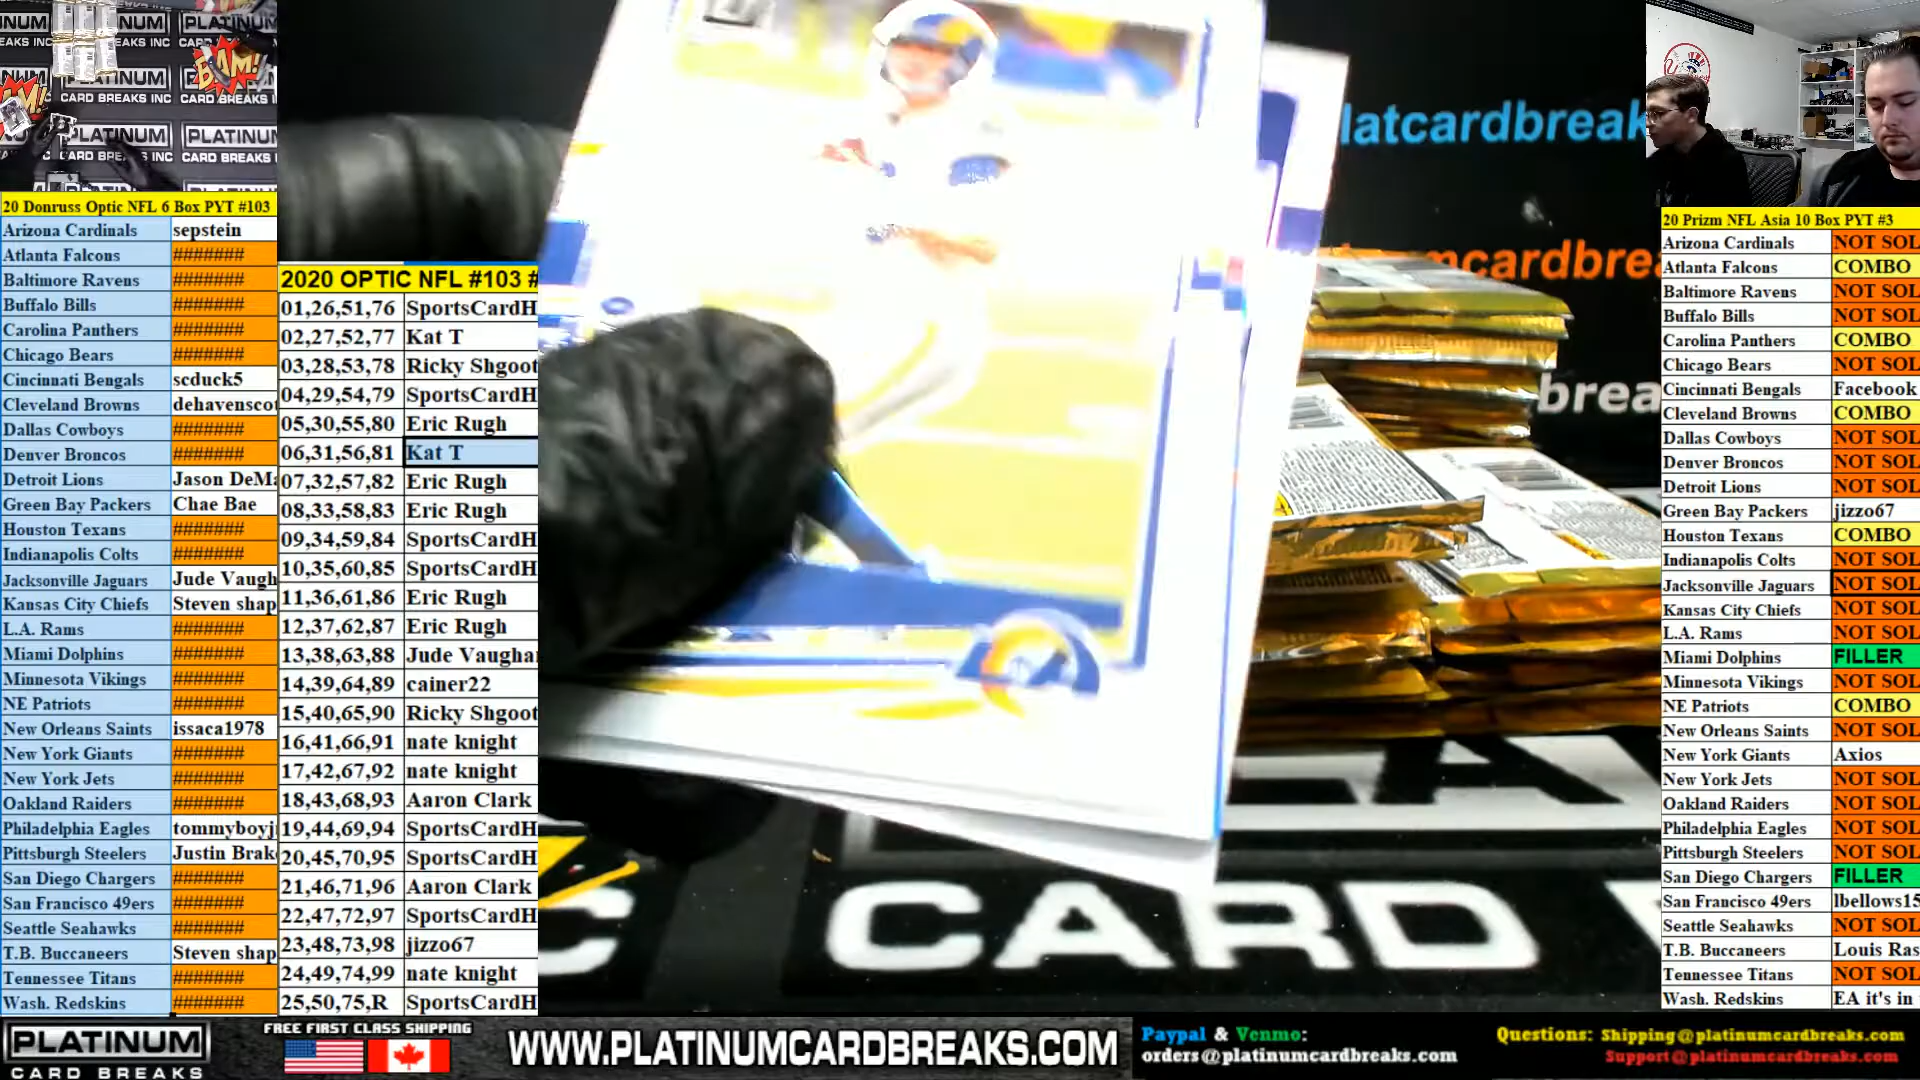 20 Donruss Optic NFL 6 Box PYT #103
Arizona Cardinals sepstein
Atlanta Falcons #######
Baltimore Ravens #######
Buffalo Bills #######
Carolina Panthers #######
Chicago Bears #######
Cincinnati Bengals scduck5
Cleveland Browns dehavenscot
Dallas Cowboys #######
Denver Broncos #######
Detroit Lions Jason DeMa
Green Bay Packers Chae Bae
Houston Texans #######
Indianapolis Colts #######
Jacksonville Jaguars Jude Vaugh
Kansas City Chiefs Steven shap
L.A. Rams #######
Miami Dolphins #######
Minnesota Vikings #######
NE Patriots #######
New Orleans Saints issaca1978
New York Giants #######
New York Jets #######
Oakland Raiders #######
Philadelphia Eagles tommyboyj
Pittsburgh Steelers Justin Brak
San Diego Chargers #######
San Francisco 49ers #######
Seattle Seahawks #######
T.B. Buccaneers Steven shap
Tennessee Titans #######
Wash. Redskins #######
2020 OPTIC NFL #103 #
01,26,51,76 SportsCardH
02,27,52,77 Kat T
03,28,53,78 Ricky Shgoot
04,29,54,79 SportsCardH
05,30,55,80 Eric Rugh
06,31,56,81 Kat T
07,32,57,82 Eric Rugh
08,33,58,83 Eric Rugh
09,34,59,84 SportsCardH
10,35,60,85 SportsCardH
11,36,61,86 Eric Rugh
12,37,62,87 Eric Rugh
13,38,63,88 Jude Vaughan
14,39,64,89 cainer22
15,40,65,90 Ricky Shgoot
16,41,66,91 nate knight
17,42,67,92 nate knight
18,43,68,93 Aaron Clark
19,44,69,94 SportsCardH
20,45,70,95 SportsCardH
21,46,71,96 Aaron Clark
22,47,72,97 SportsCardH
23,48,73,98 jizzo67
24,49,74,99 nate knight
25,50,75,R SportsCardH
latcardbreak
mcardbre
brea
CARD
20 Prizm NFL Asia 10 Box PYT #3
Arizona Cardinals NOT SOL
Atlanta Falcons COMBO
Baltimore Ravens NOT SOL
Buffalo Bills NOT SOL
Carolina Panthers COMBO
Chicago Bears NOT SOL
Cincinnati Bengals Facebook
Cleveland Browns COMBO
Dallas Cowboys NOT SOL
Denver Broncos NOT SOL
Detroit Lions NOT SOL
Green Bay Packers jizzo67
Houston Texans COMBO
Indianapolis Colts NOT SOL
Jacksonville Jaguars NOT SOL
Kansas City Chiefs NOT SOL
L.A. Rams NOT SOL
Miami Dolphins FILLER
Minnesota Vikings NOT SOL
NE Patriots COMBO
New Orleans Saints NOT SOL
New York Giants Axios
New York Jets NOT SOL
Oakland Raiders NOT SOL
Philadelphia Eagles NOT SOL
Pittsburgh Steelers NOT SOL
San Diego Chargers FILLER
San Francisco 49ers lbellows15
Seattle Seahawks NOT SOL
T.B. Buccaneers Louis Ras
Tennessee Titans NOT SOL
Wash. Redskins EA it's in
PLATINUM
CARD BREAKS
FREE FIRST CLASS SHIPPING
WWW.PLATINUMCARDBREAKS.COM
Paypal & Venmo:
orders@platinumcardbreaks.com
Questions: Shipping@platinumcardbreaks.com
Support@platinumcardbreaks.com